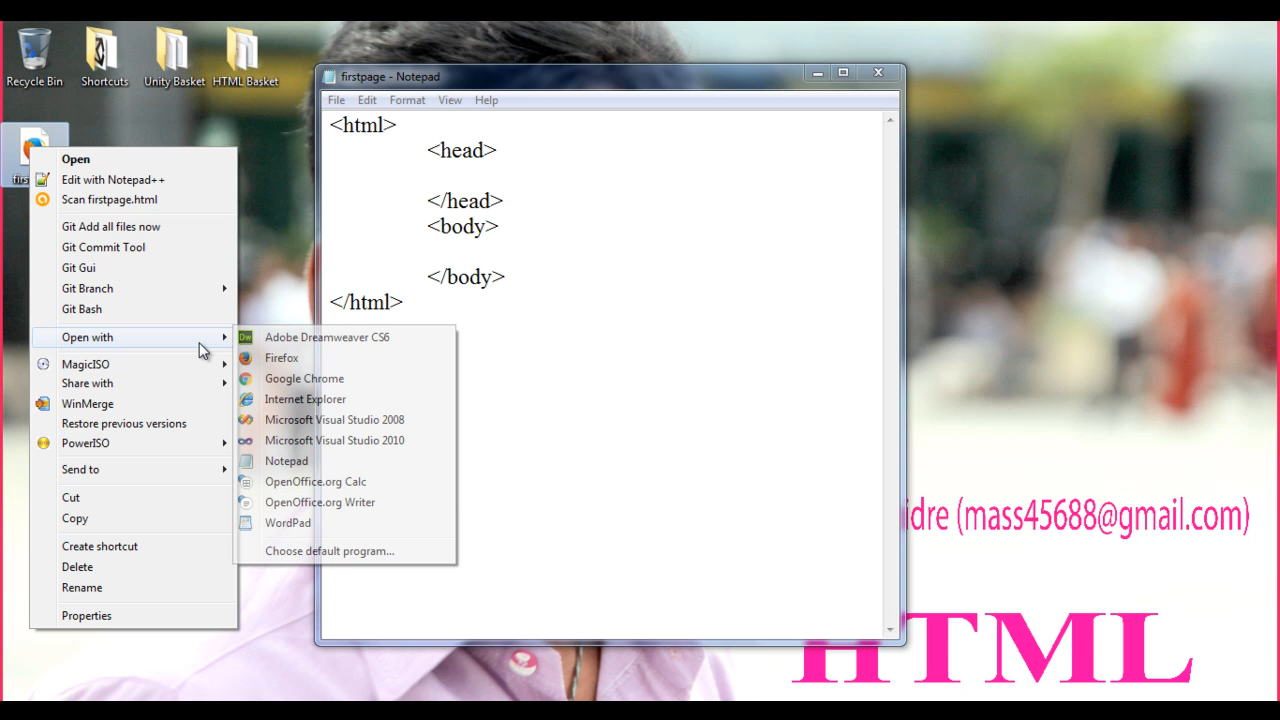 Recycle Bin
Shortcuts
Unity Basket
HTML Basket
firstpage - Notepad
File Edit Format View Help
<html>
<head>
</head>
<body>
</body>
</html>
Open
Edit with Notepad++
Scan firstpage.html
Git Add all files now
Git Commit Tool
Git Gui
Git Branch
Git Bash
Open with
MagicISO
Share with
WinMerge
Restore previous versions
PowerISO
Send to
Cut
Copy
Create shortcut
Delete
Rename
Properties
Dw Adobe Dreamweaver CS6
Firefox
Google Chrome
Internet Explorer
Microsoft Visual Studio 2008
Microsoft Visual Studio 2010
Notepad
OpenOffice.org Calc
OpenOffice.org Writer
WordPad
Choose default program...
idre (mass45688@gmail.com)
HTML